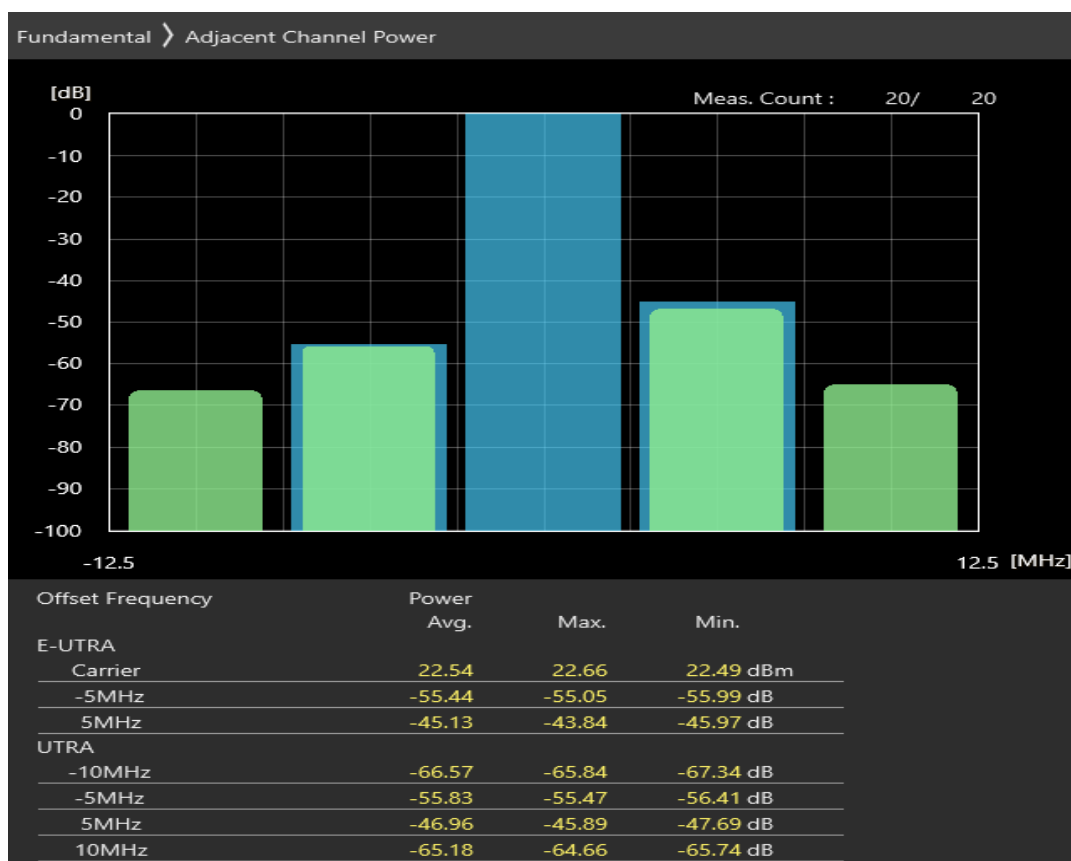 Fundamental ❯ Adjacent Channel Power
[dB]
Meas. Count : 20/ 20
0
-10
-20
-30
-40
-50
-60
-70
-80
-90
-100
-12.5 12.5 [MHz]
Offset Frequency Power
Avg. Max. Min.
E-UTRA
Carrier 22.54 22.66 22.49 dBm
-5MHz -55.44 -55.05 -55.99 dB
5MHz -45.13 -43.84 -45.97 dB
UTRA
-10MHz -66.57 -65.84 -67.34 dB
-5MHz -55.83 -55.47 -56.41 dB
5MHz -46.96 -45.89 -47.69 dB
10MHz -65.18 -64.66 -65.74 dB